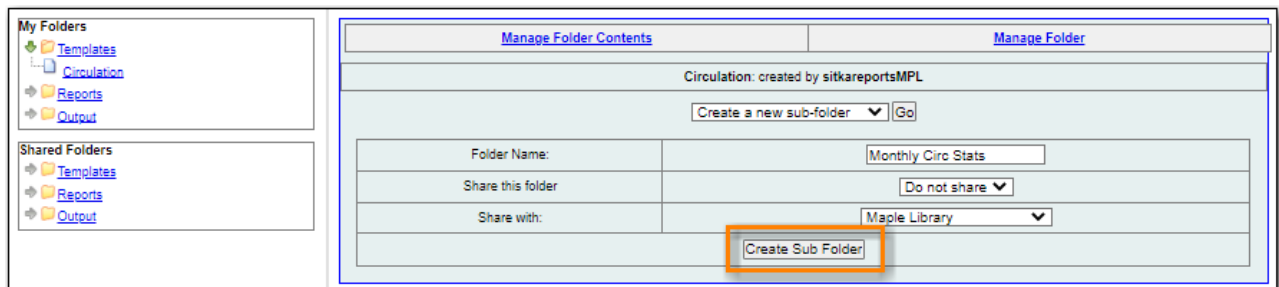 My Folders
Templates
Circulation
Reports
Output
Shared Folders
Templates
Reports
Output
Manage Folder Contents Manage Folder
Circulation: created by sitkareportsMPL
Create a new sub-folder Go
Folder Name: Monthly Circ Stats
Share this folder Do not share
Share with: Maple Library
Create Sub Folder